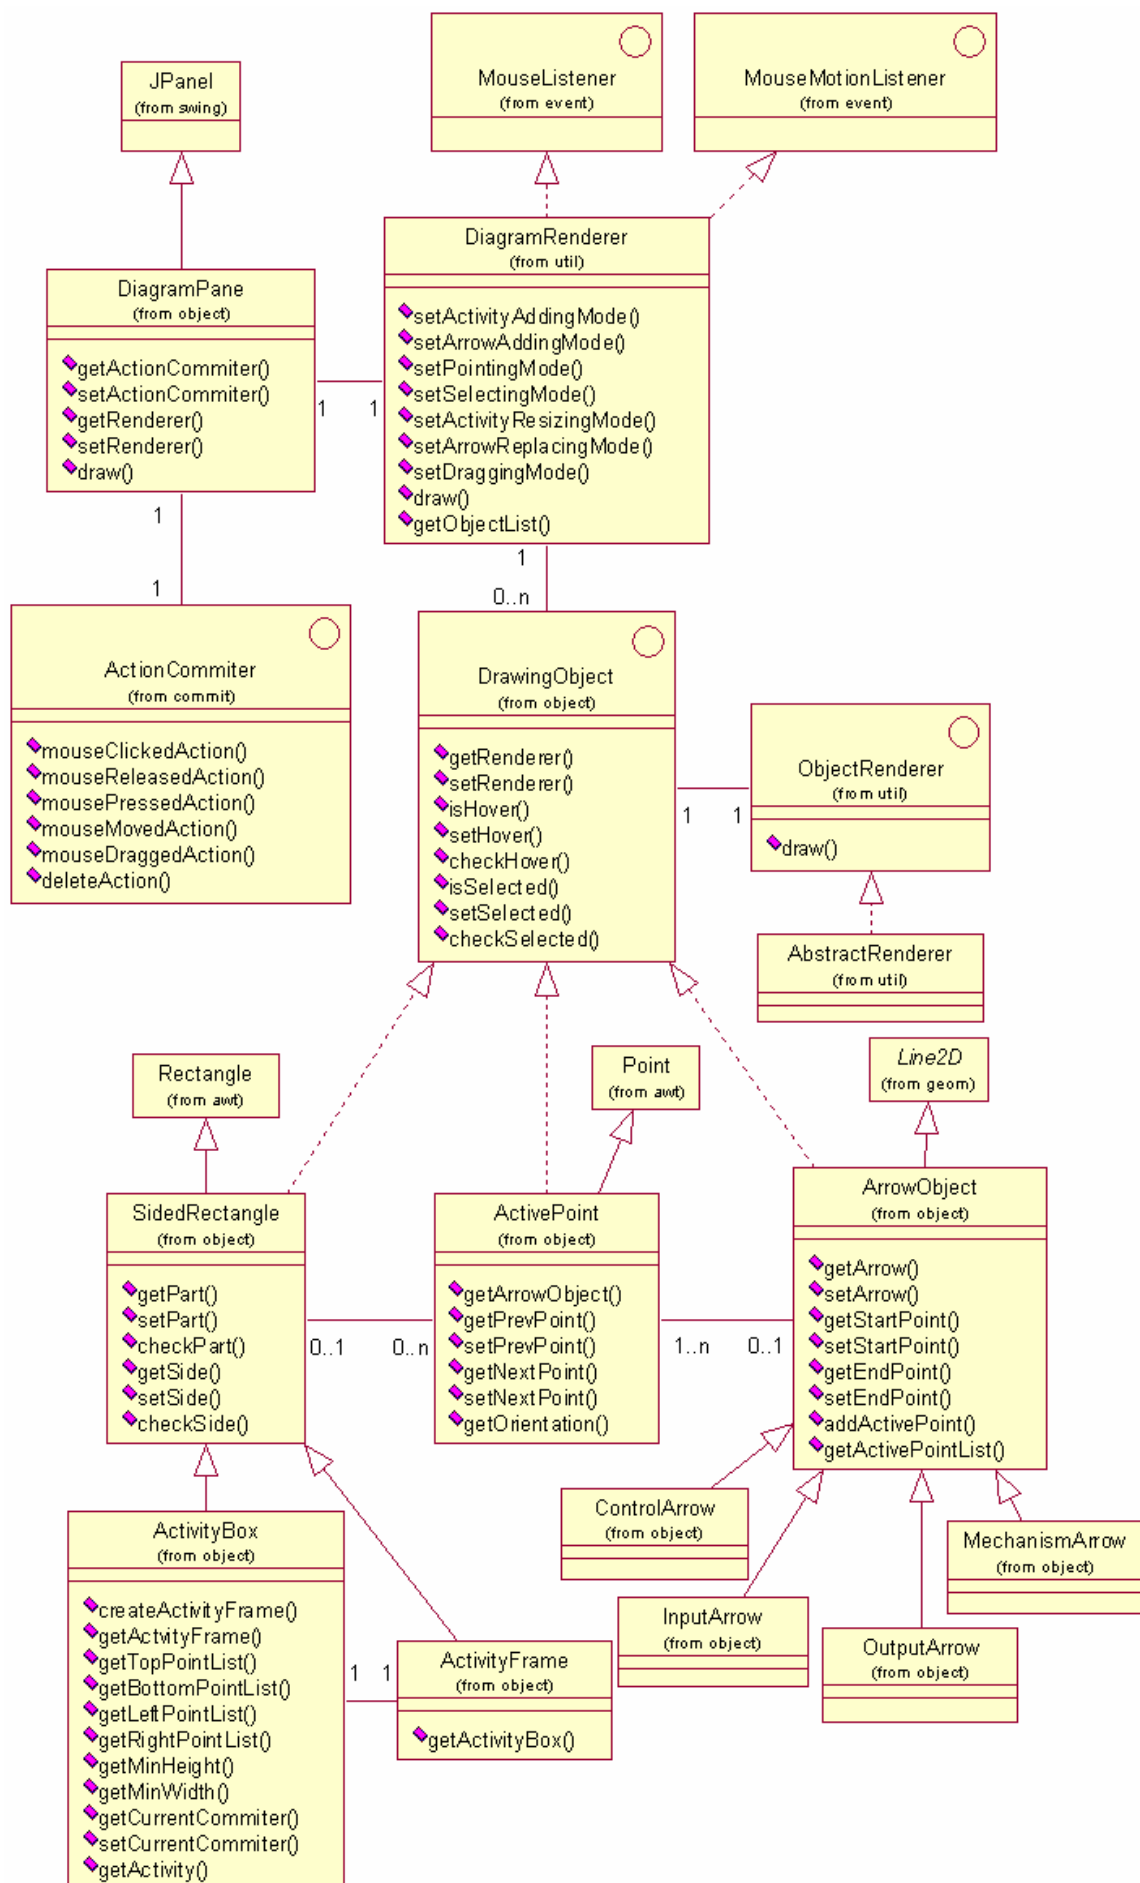 JPanel
(from swing)
MouseListener
(from event)
MouseMotionListener
(from event)
DiagramPane
(from object)
getActionCommiter()
setActionCommiter()
getRenderer()
setRenderer()
draw()
1
1
DiagramRenderer
(from util)
setActivityAddingMode()
setArrowAddingMode()
setPointingMode()
setSelectingMode()
setActivityResizingMode()
setArrowReplacingMode()
setDraggingMode()
draw()
getObjectList()
1
1
1
0..n
ActionCommiter
(from commit)
mouseClickedAction()
mouseReleasedAction()
mousePressedAction()
mouseMovedAction()
mouseDraggedAction()
deleteAction()
DrawingObject
(from object)
getRenderer()
setRenderer()
isHover()
setHover()
checkHover()
isSelected()
setSelected()
checkSelected()
1
1
ObjectRenderer
(from util)
draw()
AbstractRenderer
(from util)
Rectangle
(from awt)
Point
(from awt)
Line2D
(from geom)
SidedRectangle
(from object)
getPart()
setPart()
checkPart()
getSide()
setSide()
checkSide()
0..1
0..n
ActivePoint
(from object)
getArrowObject()
getPrevPoint()
setPrevPoint()
getNextPoint()
setNextPoint()
getOrientation()
1..n
0..1
ArrowObject
(from object)
getArrow()
setArrow()
getStartPoint()
setStartPoint()
getEndPoint()
setEndPoint()
addActivePoint()
getActivePointList()
ControlArrow
(from object)
MechanismArrow
(from object)
InputArrow
(from object)
OutputArrow
(from object)
ActivityBox
(from object)
createActivityFrame()
getActvityFrame()
getTopPointList()
getBottomPointList()
getLeftPointList()
getRightPointList()
getMinHeight()
getMinWidth()
getCurrentCommiter()
setCurrentCommiter()
getActivity()
1
1
ActivityFrame
(from object)
getActivityBox()